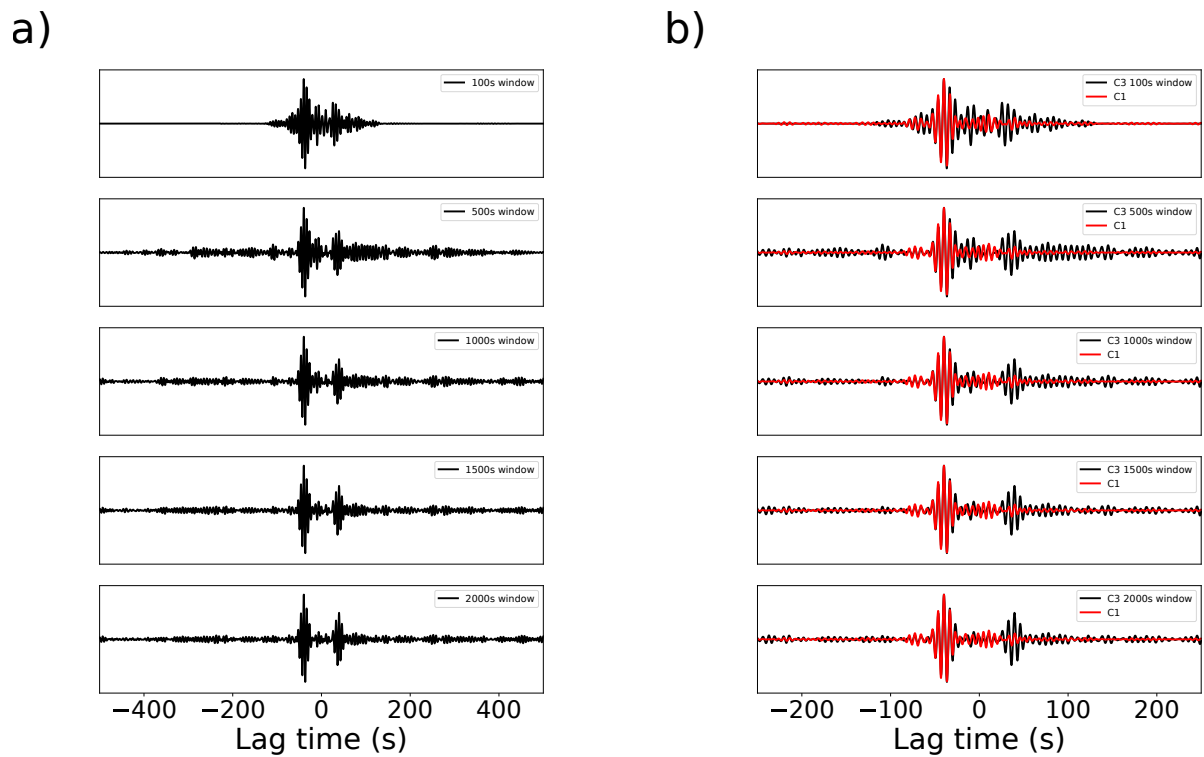 a)
100s window
500s window
1000s window
1500s window
2000s window
−400 −200 0 200 400
Lag time (s)
b)
C3 100s window
C1
C3 500s window
C1
C3 1000s window
C1
C3 1500s window
C1
C3 2000s window
C1
−200 −100 0 100 200
Lag time (s)